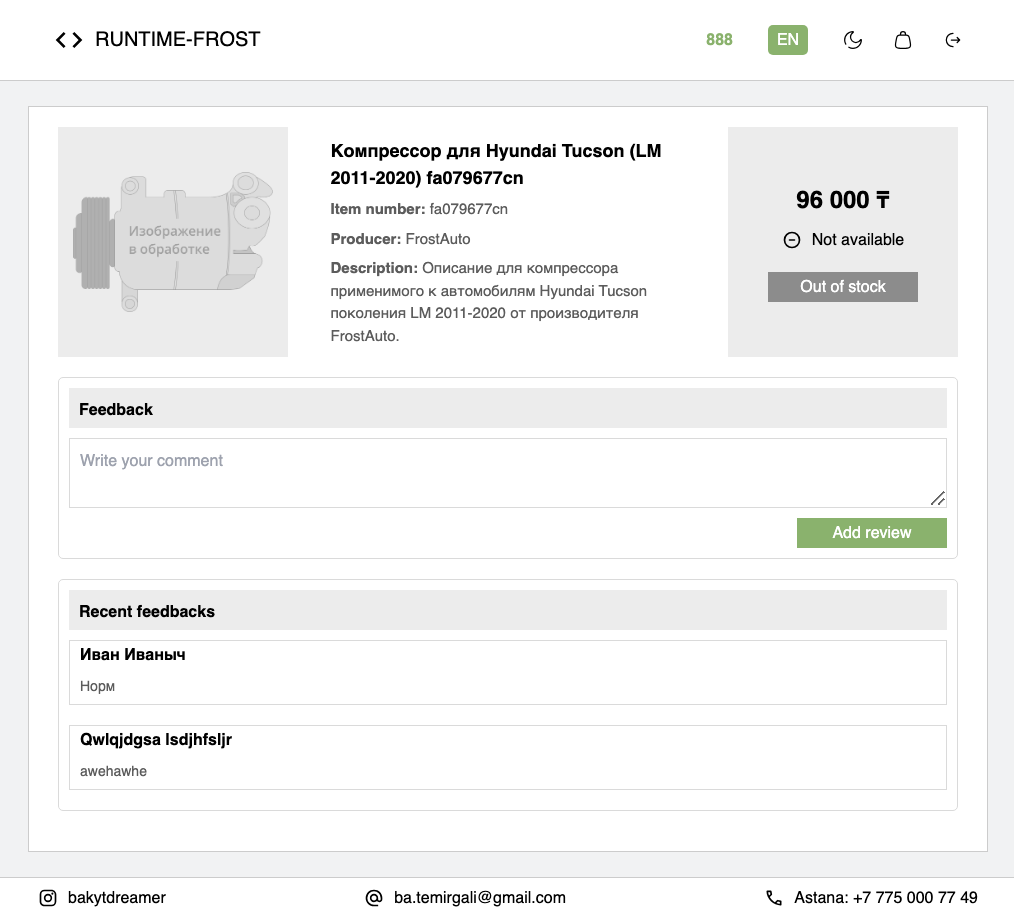 RUNTIME-FROST
888
EN
Изображение
в обработке
Компрессор для Hyundai Tucson (LM
2011-2020) fa079677cn
Item number: fa079677cn
Producer: FrostAuto
Description: Описание для компрессора
применимого к автомобилям Hyundai Tucson
поколения LM 2011-2020 от производителя
FrostAuto.
96 000 ₸
Not available
Out of stock
Feedback
Write your comment
Add review
Recent feedbacks
Иван Иваныч
Норм
Qwlqjdgsa lsdjhfsljr
awehawhe
bakytdreamer
ba.temirgali@gmail.com
Astana: +7 775 000 77 49